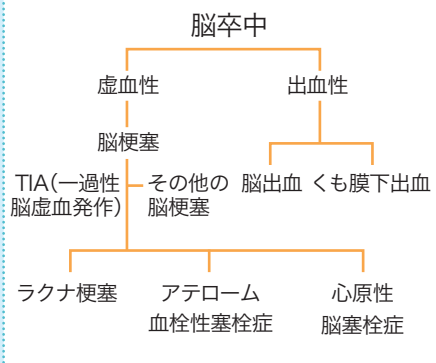 脳卒中
虚血性
出血性
脳梗塞
TIA(一過性
脳虚血発作)
その他の
脳梗塞
脳出血
くも膜下出血
ラクナ梗塞
アテローム
血栓性塞栓症
心原性
脳塞栓症